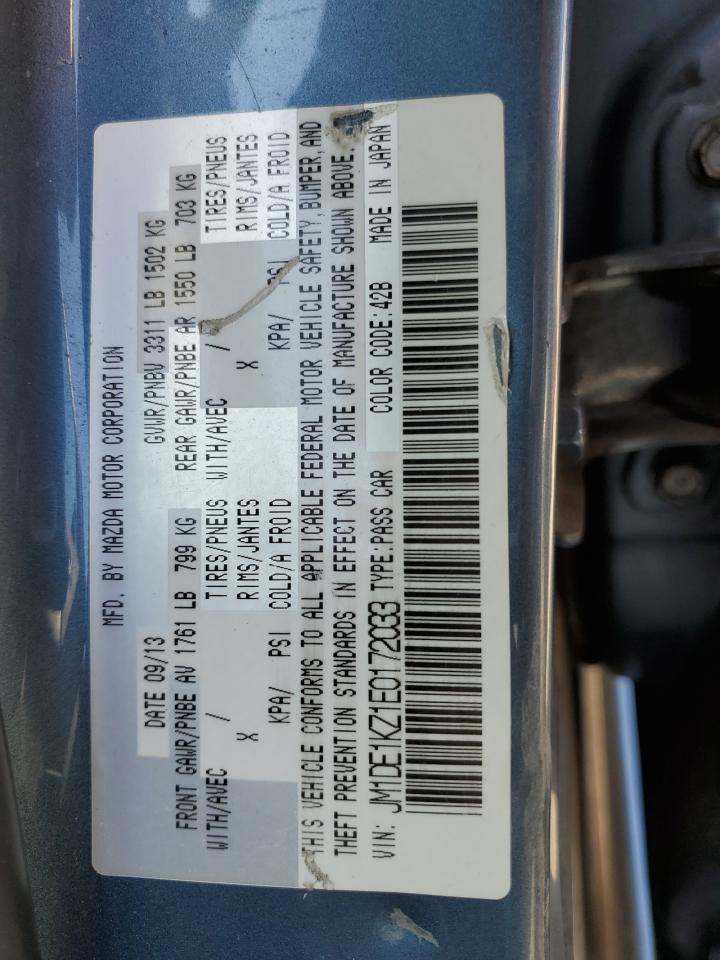 MFD. BY MAZDA MOTOR CORPORATION
DATE 09/13 GVWR/PNBV 3311 LB 1502 KG
FRONT GAWR/PNBE AV 1761 LB 799 KG REAR GAWR/PNBE AR 1550 LB 703 KG
WITH/AVEC / TIRES/PNEUS WITH/AVEC / TIRES/PNEUS
X RIMS/JANTES X RIMS/JANTES
KPA/ PSI COLD/A FROID KPA/ PSI COLD/A FROID
THIS VEHICLE CONFORMS TO ALL APPLICABLE FEDERAL MOTOR VEHICLE SAFETY, BUMPER, AND
THEFT PREVENTION STANDARDS IN EFFECT ON THE DATE OF MANUFACTURE SHOWN ABOVE.
VIN: JM1DE1KZ1E0172033 TYPE:PASS CAR COLOR CODE:42B MADE IN JAPAN